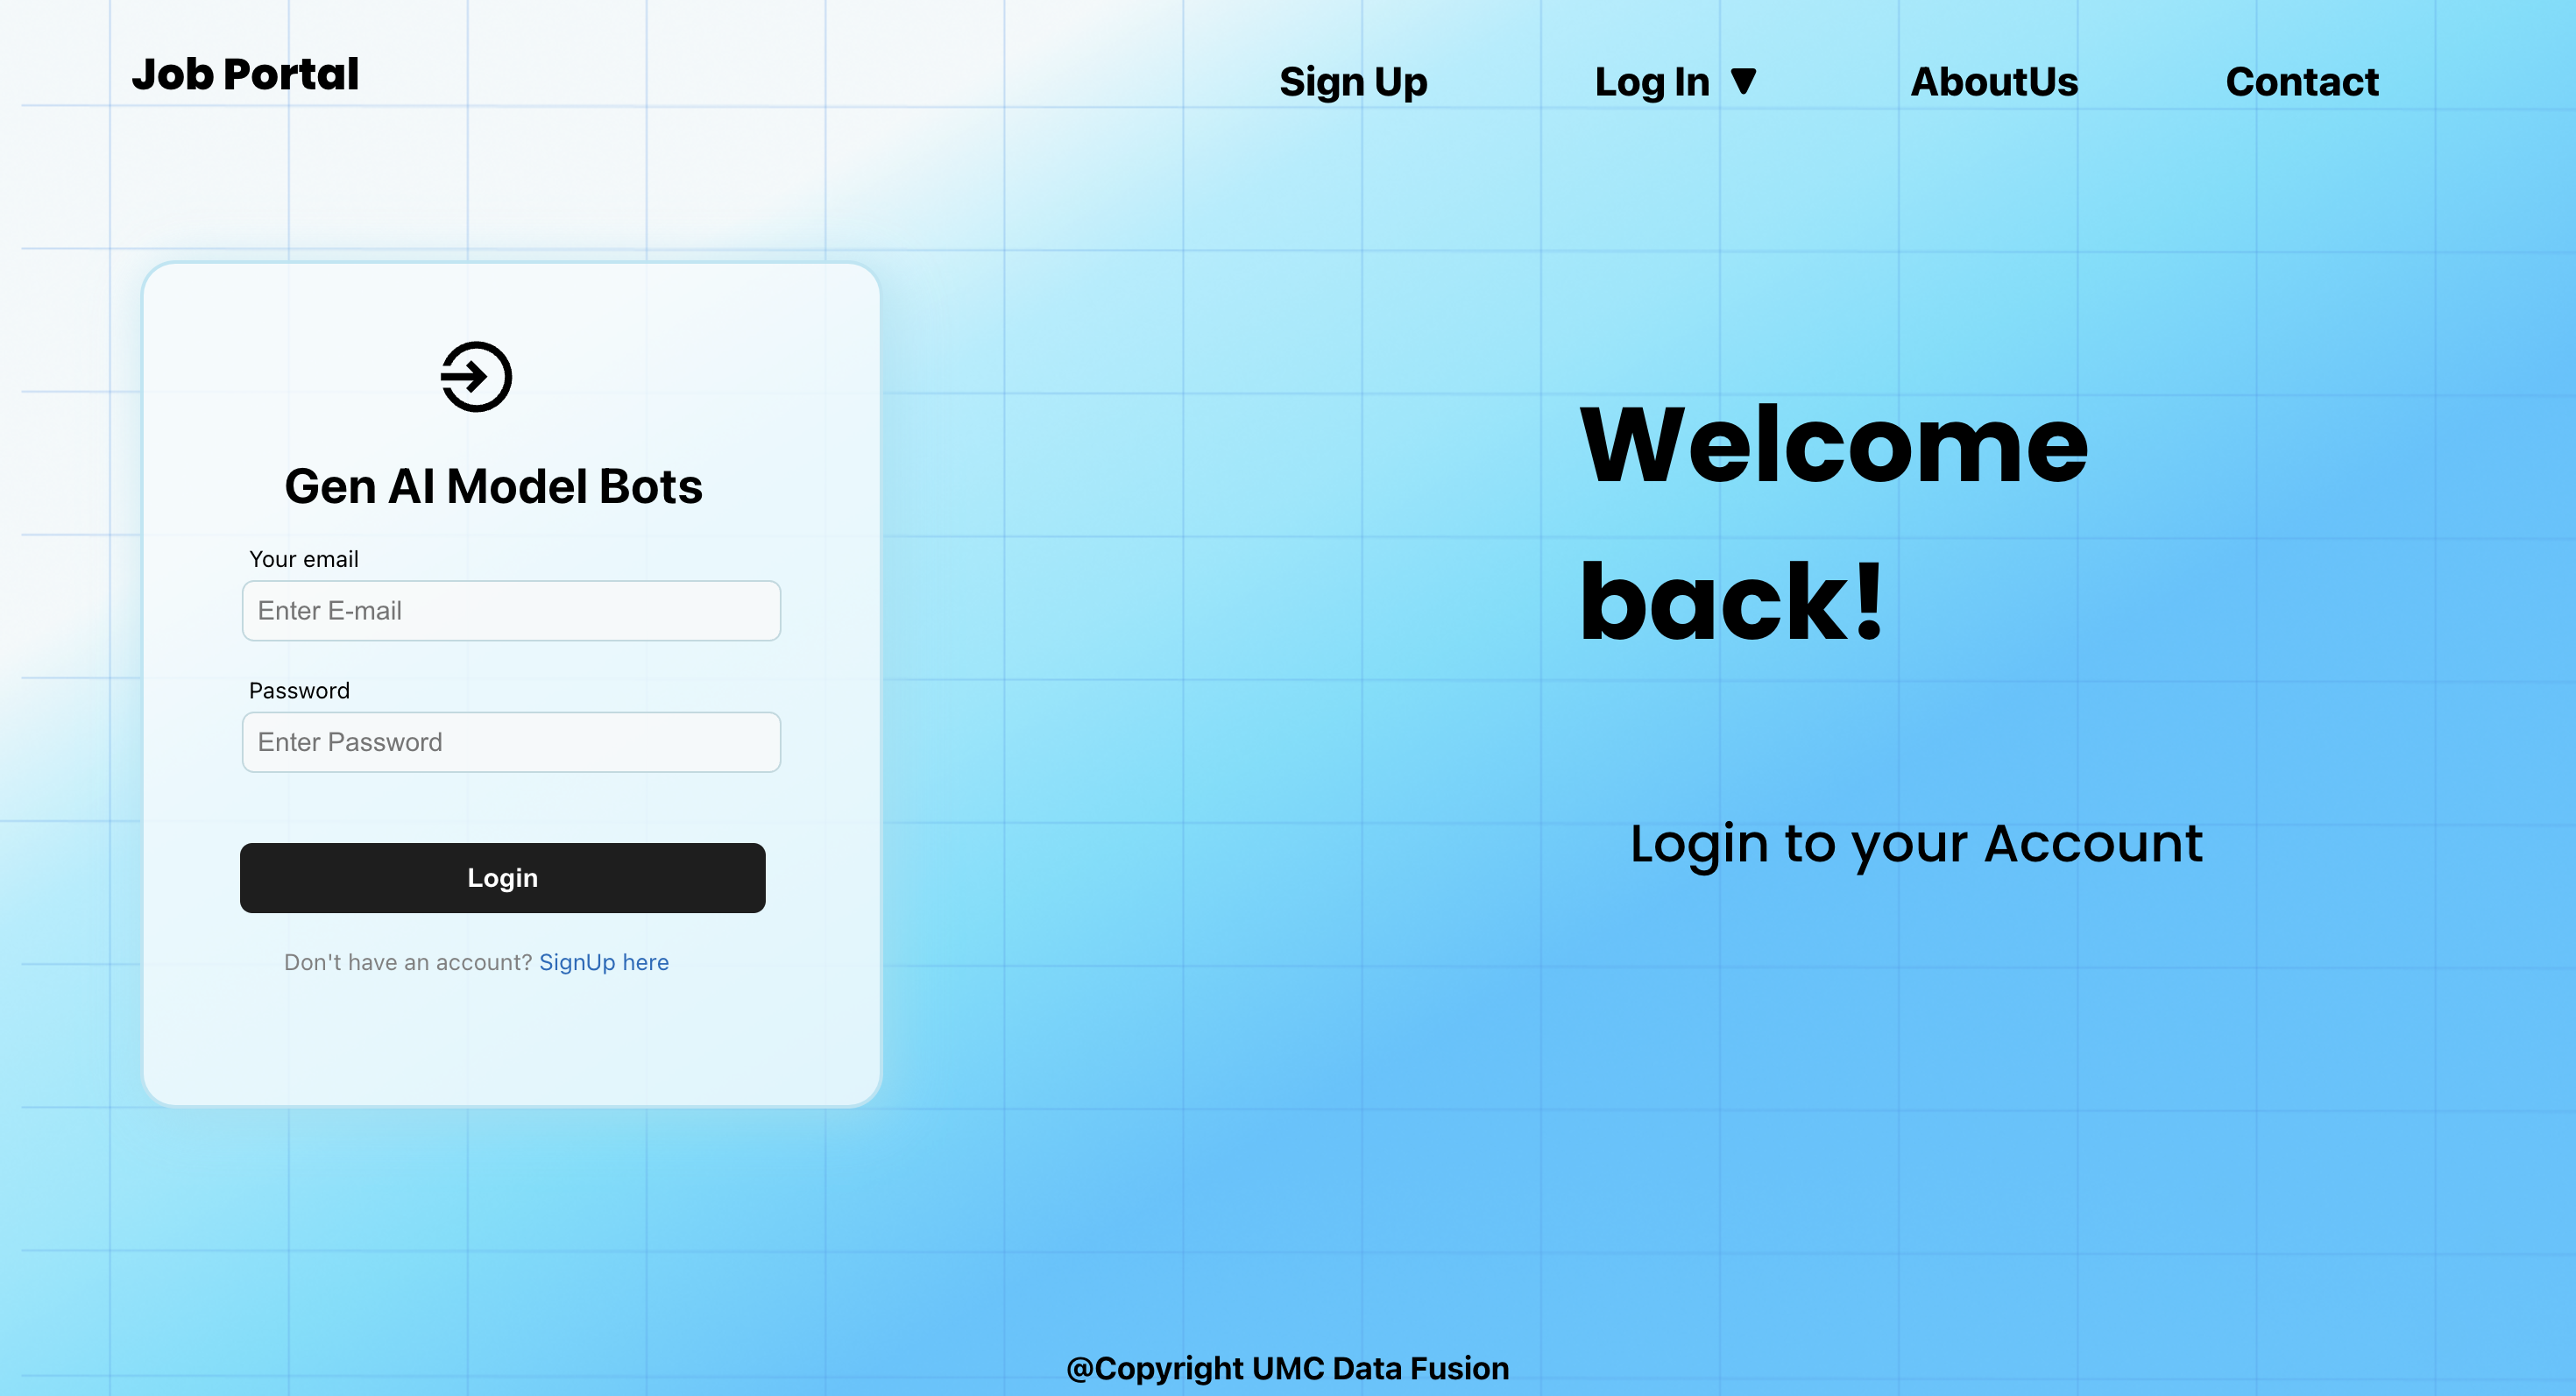 Job Portal
Sign Up
Log In ▼
AboutUs
Contact
Gen AI Model Bots
Your email
Enter E-mail
Password
Enter Password
Login
Don't have an account? SignUp here
Welcome
back!
Login to your Account
@Copyright UMC Data Fusion